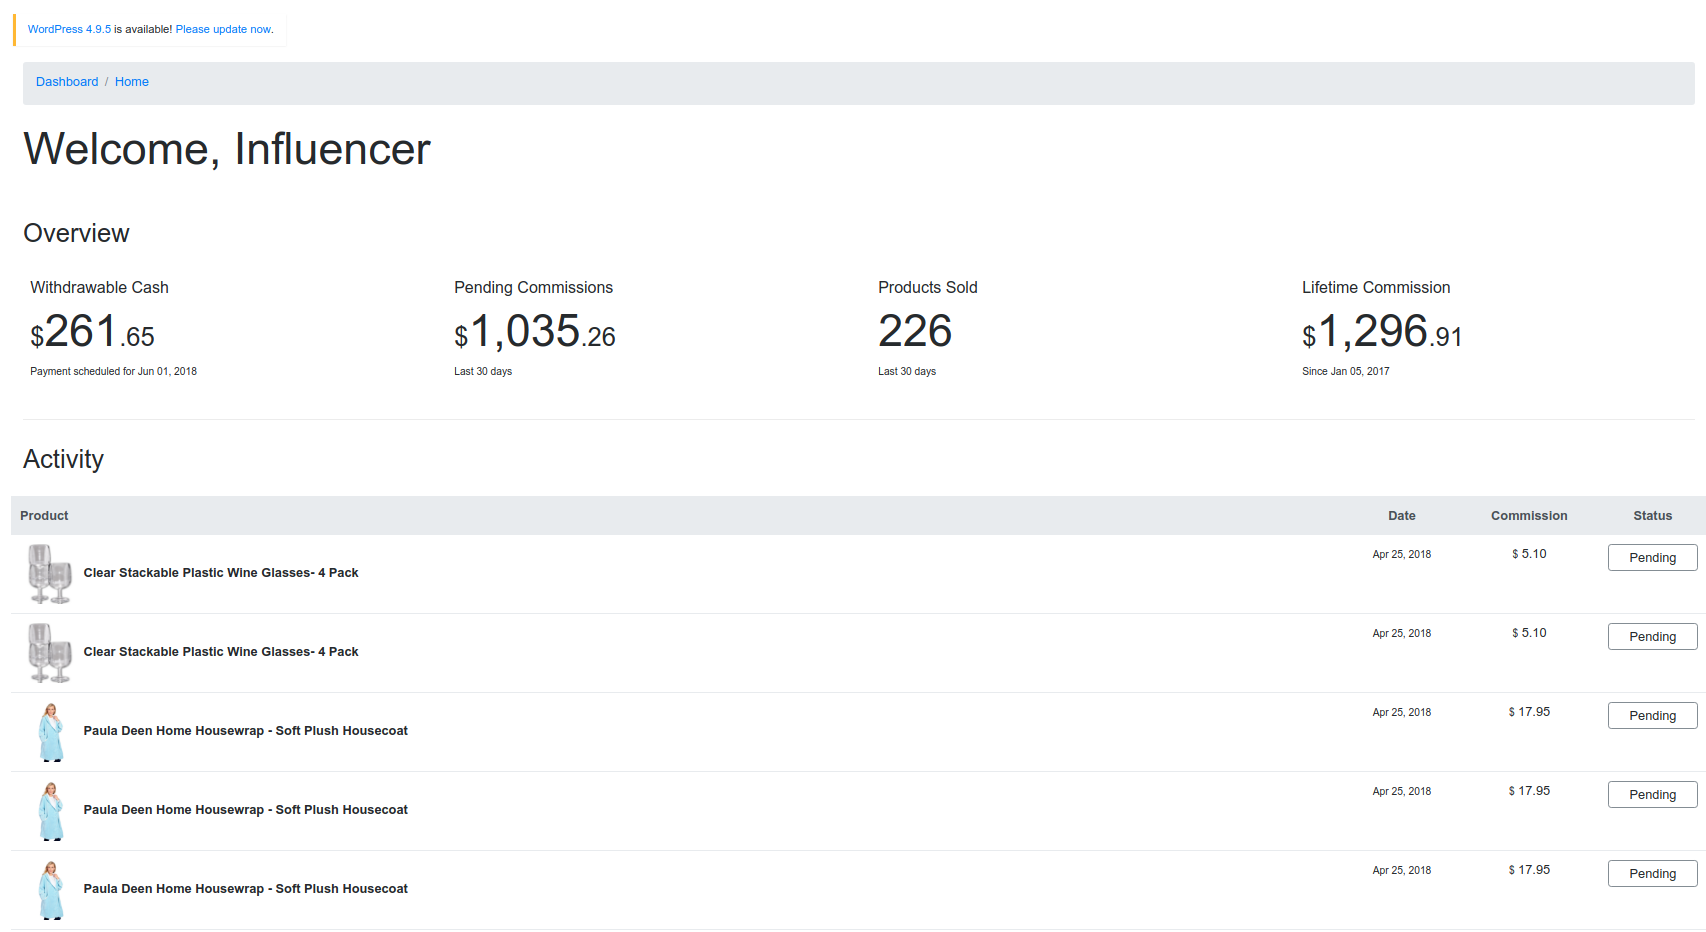 WordPress 4.9.5 is available! Please update now.
Dashboard / Home
Welcome, Influencer
Overview
Withdrawable Cash
$261.65
Payment scheduled for Jun 01, 2018
Pending Commissions
$1,035.26
Last 30 days
Products Sold
226
Last 30 days
Lifetime Commission
$1,296.91
Since Jan 05, 2017
Activity
Product Date Commission Status
Clear Stackable Plastic Wine Glasses- 4 Pack Apr 25, 2018 $ 5.10 Pending
Clear Stackable Plastic Wine Glasses- 4 Pack Apr 25, 2018 $ 5.10 Pending
Paula Deen Home Housewrap - Soft Plush Housecoat Apr 25, 2018 $ 17.95 Pending
Paula Deen Home Housewrap - Soft Plush Housecoat Apr 25, 2018 $ 17.95 Pending
Paula Deen Home Housewrap - Soft Plush Housecoat Apr 25, 2018 $ 17.95 Pending